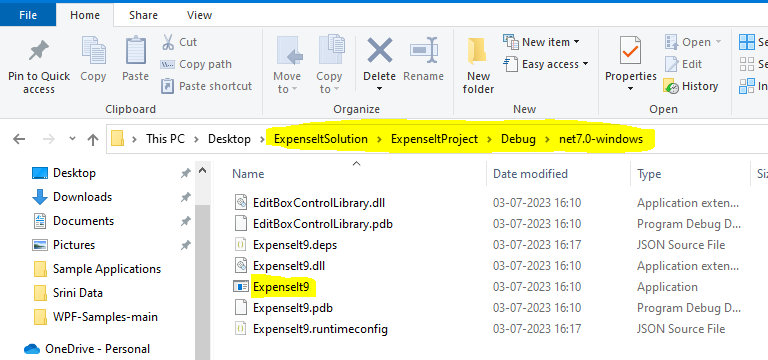 File Home Share View
Pin to Quick access
Copy
Paste
Cut
Copy path
Paste shortcut
Clipboard
Move to
Copy to
Delete
Rename
Organize
New folder
New item
Easy access
New
Properties
Open
Edit
History
Open
Se
Se
In
This PC > Desktop > ExpenseItSolution > ExpenseItProject > Debug > net7.0-windows
Desktop
Downloads
Documents
Pictures
Sample Applications
Srini Data
WPF-Samples-main
OneDrive - Personal
Name Date modified Type
EditBoxControlLibrary.dll 03-07-2023 16:10 Application exten...
EditBoxControlLibrary.pdb 03-07-2023 16:10 Program Debug D...
ExpenseIt9.deps 03-07-2023 16:17 JSON Source File
ExpenseIt9.dll 03-07-2023 16:10 Application exten...
ExpenseIt9 03-07-2023 16:10 Application
ExpenseIt9.pdb 03-07-2023 16:10 Program Debug D...
ExpenseIt9.runtimeconfig 03-07-2023 16:17 JSON Source File